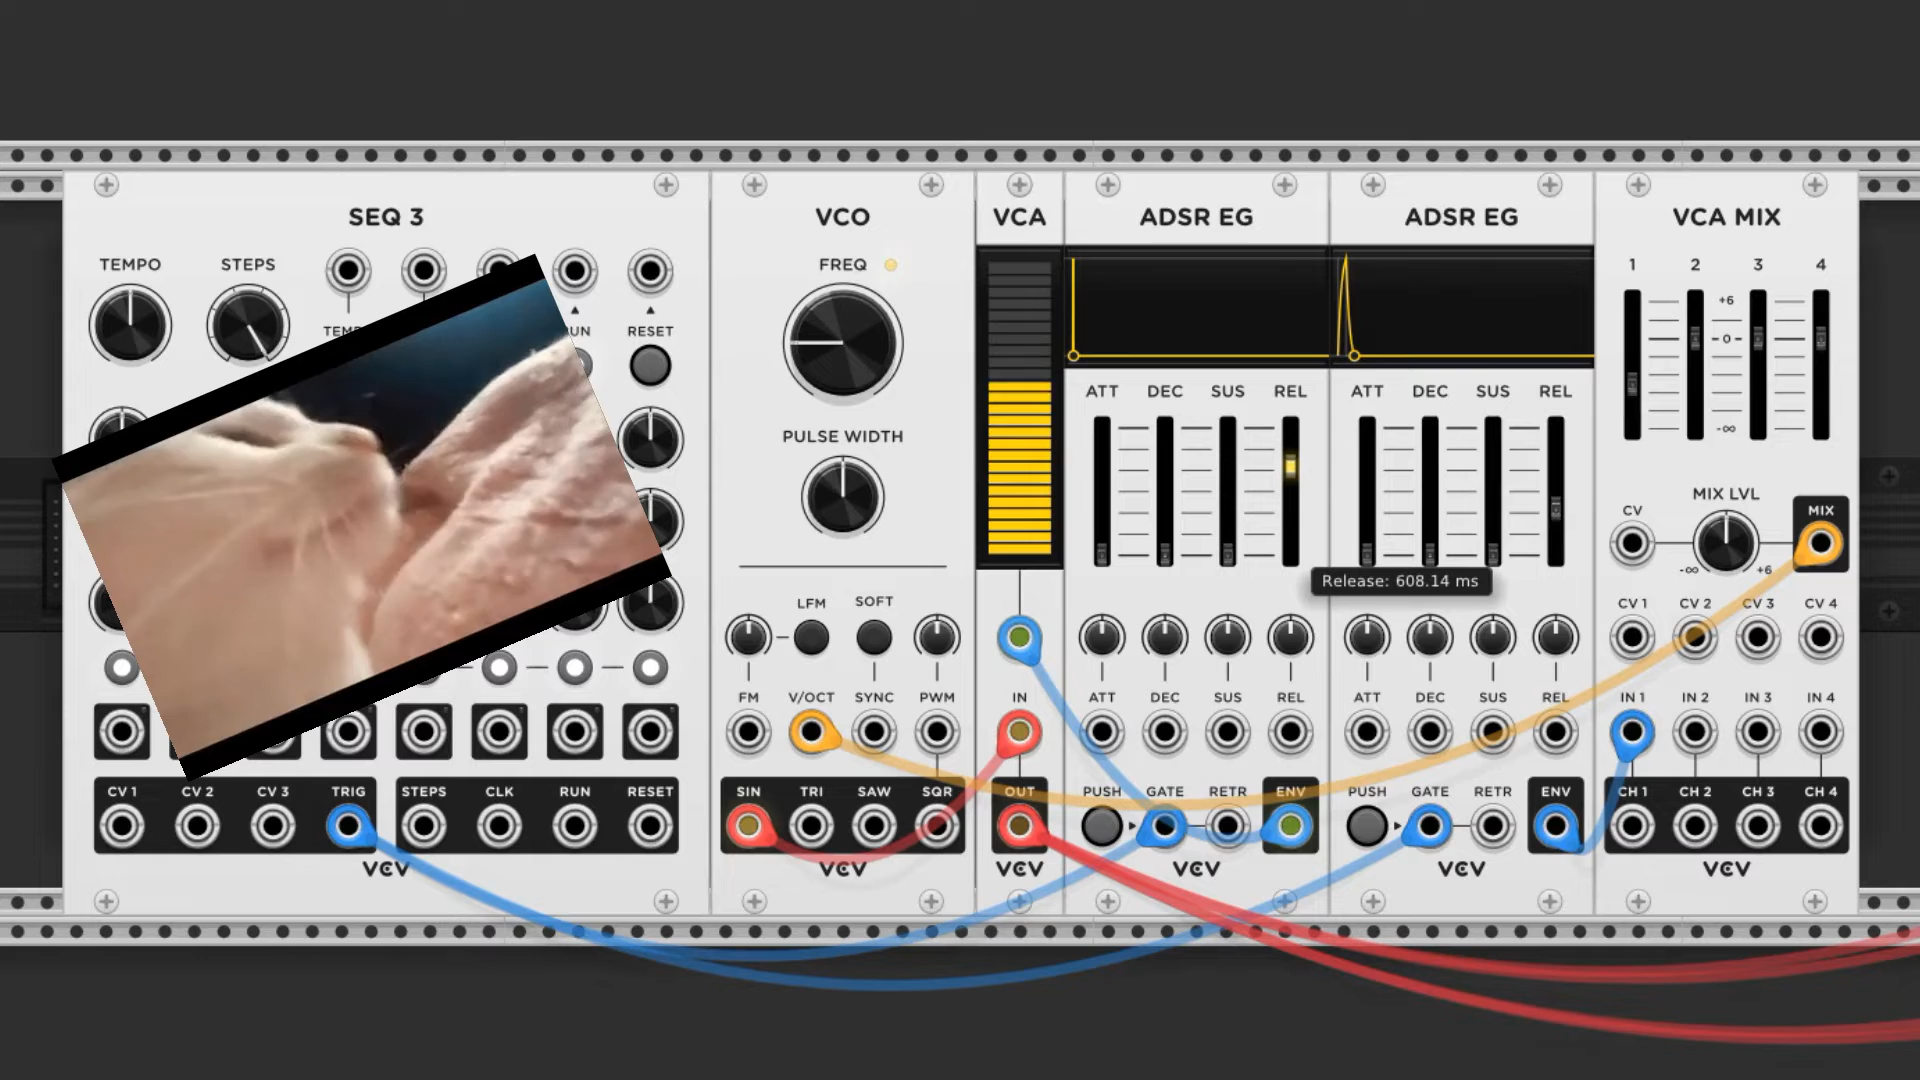 SEQ 3 VCO VCA ADSR EG ADSR EG VCA MIX
TEMPO STEPS FREQ 1 2 3 4
+6
RESET
-0-
ATT DEC SUS REL ATT DEC SUS REL
PULSE WIDTH -∞
MIX LVL
CV MIX
-∞ +6
Release: 608.14 ms
LFM SOFT CV 1 CV 2 CV 3 CV 4
FM V/OCT SYNC PWM IN ATT DEC SUS REL ATT DEC SUS REL IN 1 IN 2 IN 3 IN 4
CV 1 CV 2 CV 3 TRIG STEPS CLK RUN RESET SIN TRI SAW SQR OUT PUSH GATE RETR ENV PUSH GATE RETR ENV CH 1 CH 2 CH 3 CH 4
VCV VCV VCV VCV VCV VCV